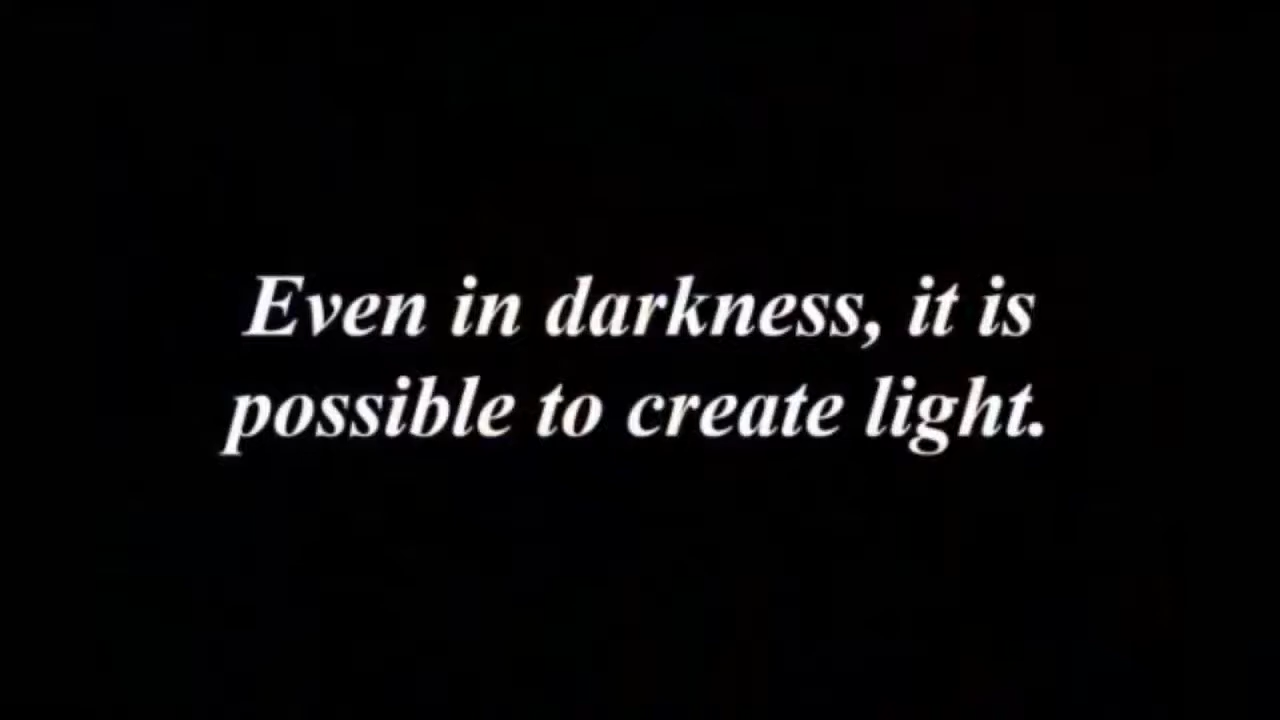 Even in darkness, it is
possible to create light.